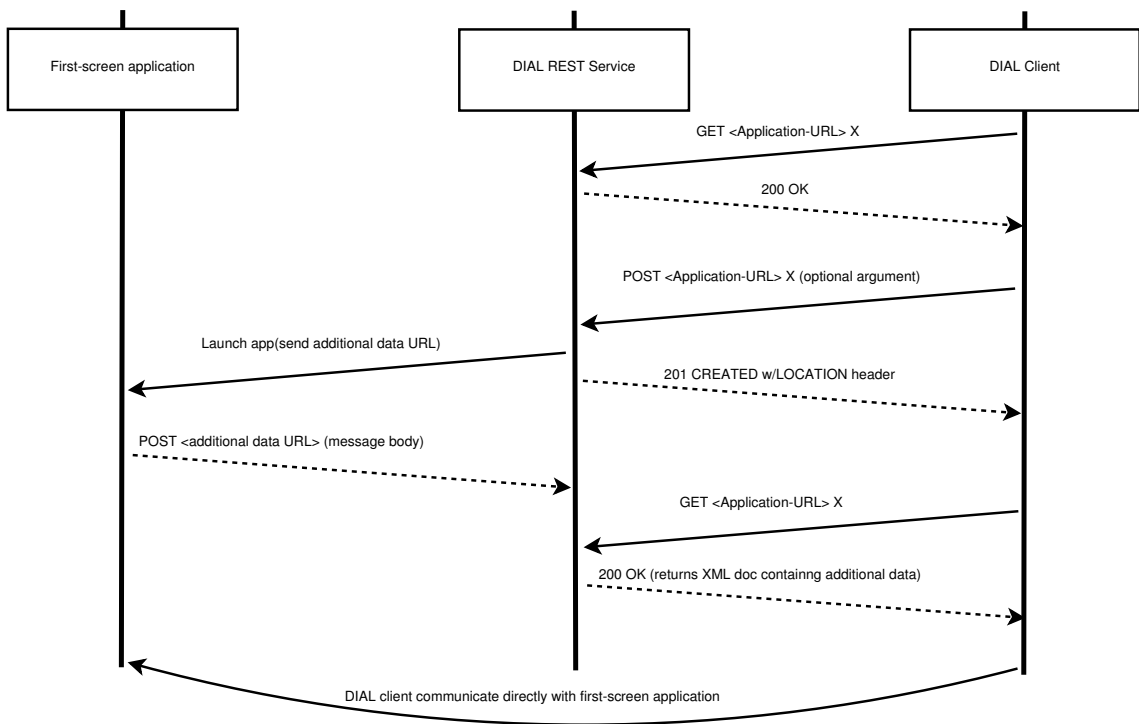 First-screen application
DIAL REST Service
DIAL Client
GET <Application-URL> X
200 OK
POST <Application-URL> X (optional argument)
Launch app(send additional data URL)
201 CREATED w/LOCATION header
POST <additional data URL> (message body)
GET <Application-URL> X
200 OK (returns XML doc containng additional data)
DIAL client communicate directly with first-screen application